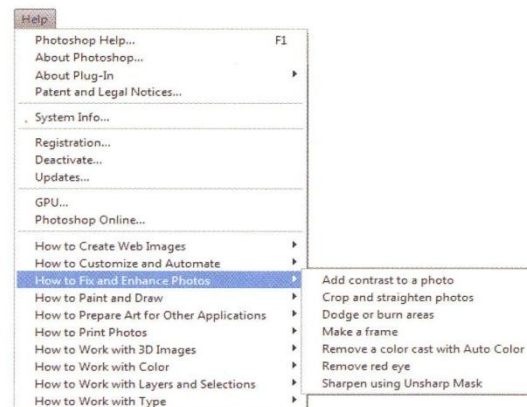 Help
Photoshop Help... F1
About Photoshop...
About Plug-In
Patent and Legal Notices...
System Info...
Registration...
Deactivate...
Updates...
GPU...
Photoshop Online...
How to Create Web Images
How to Customize and Automate
How to Fix and Enhance Photos
How to Paint and Draw
How to Prepare Art for Other Applications
How to Print Photos
How to Work with 3D Images
How to Work with Color
How to Work with Layers and Selections
How to Work with Type
Add contrast to a photo
Crop and straighten photos
Dodge or burn areas
Make a frame
Remove a color cast with Auto Color
Remove red eye
Sharpen using Unsharp Mask